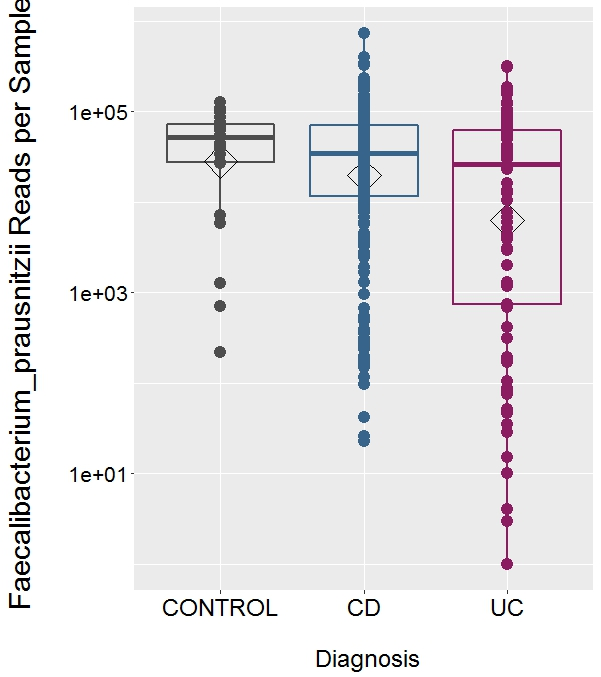 Faecalibacterium_prausnitzii Reads per Sample
1e+05
1e+03
1e+01
CONTROL CD UC
Diagnosis